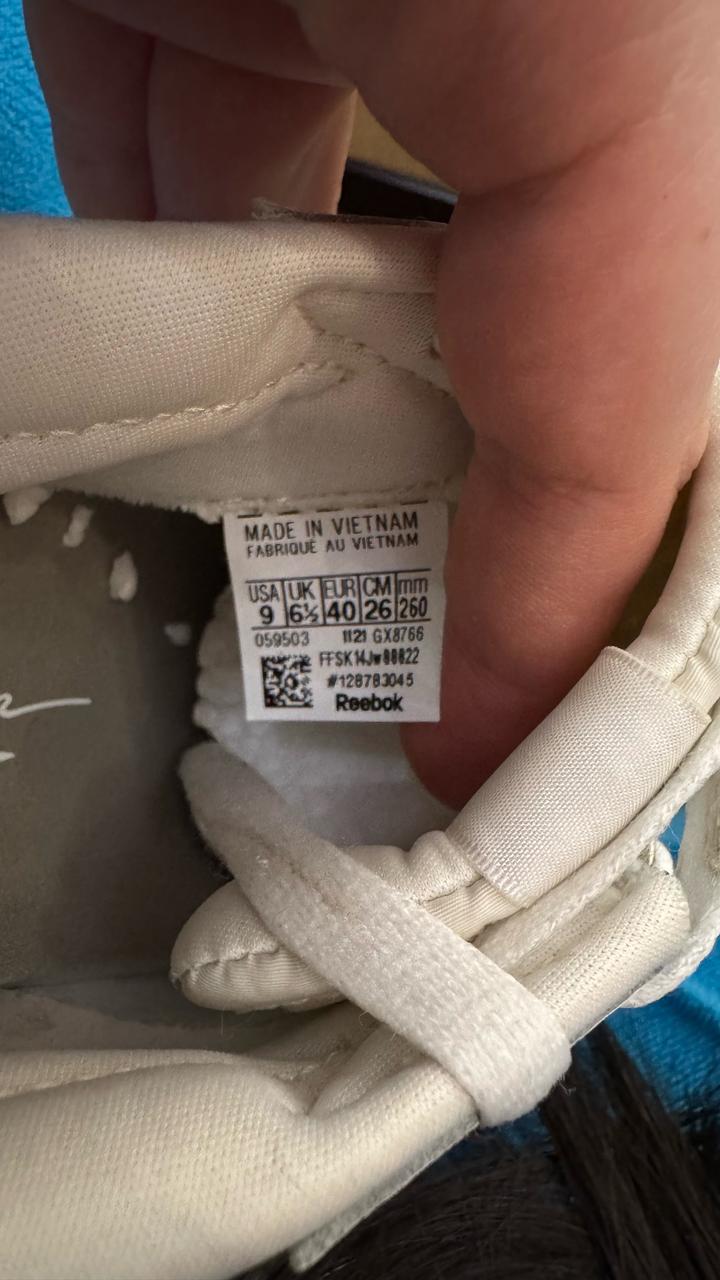 MADE IN VIETNAM
FABRIQUÉ AU VIETNAM
USA UK EUR CM mm
9 6½ 40 26 260
059503 1121 GX8766
#128783045
Reebok